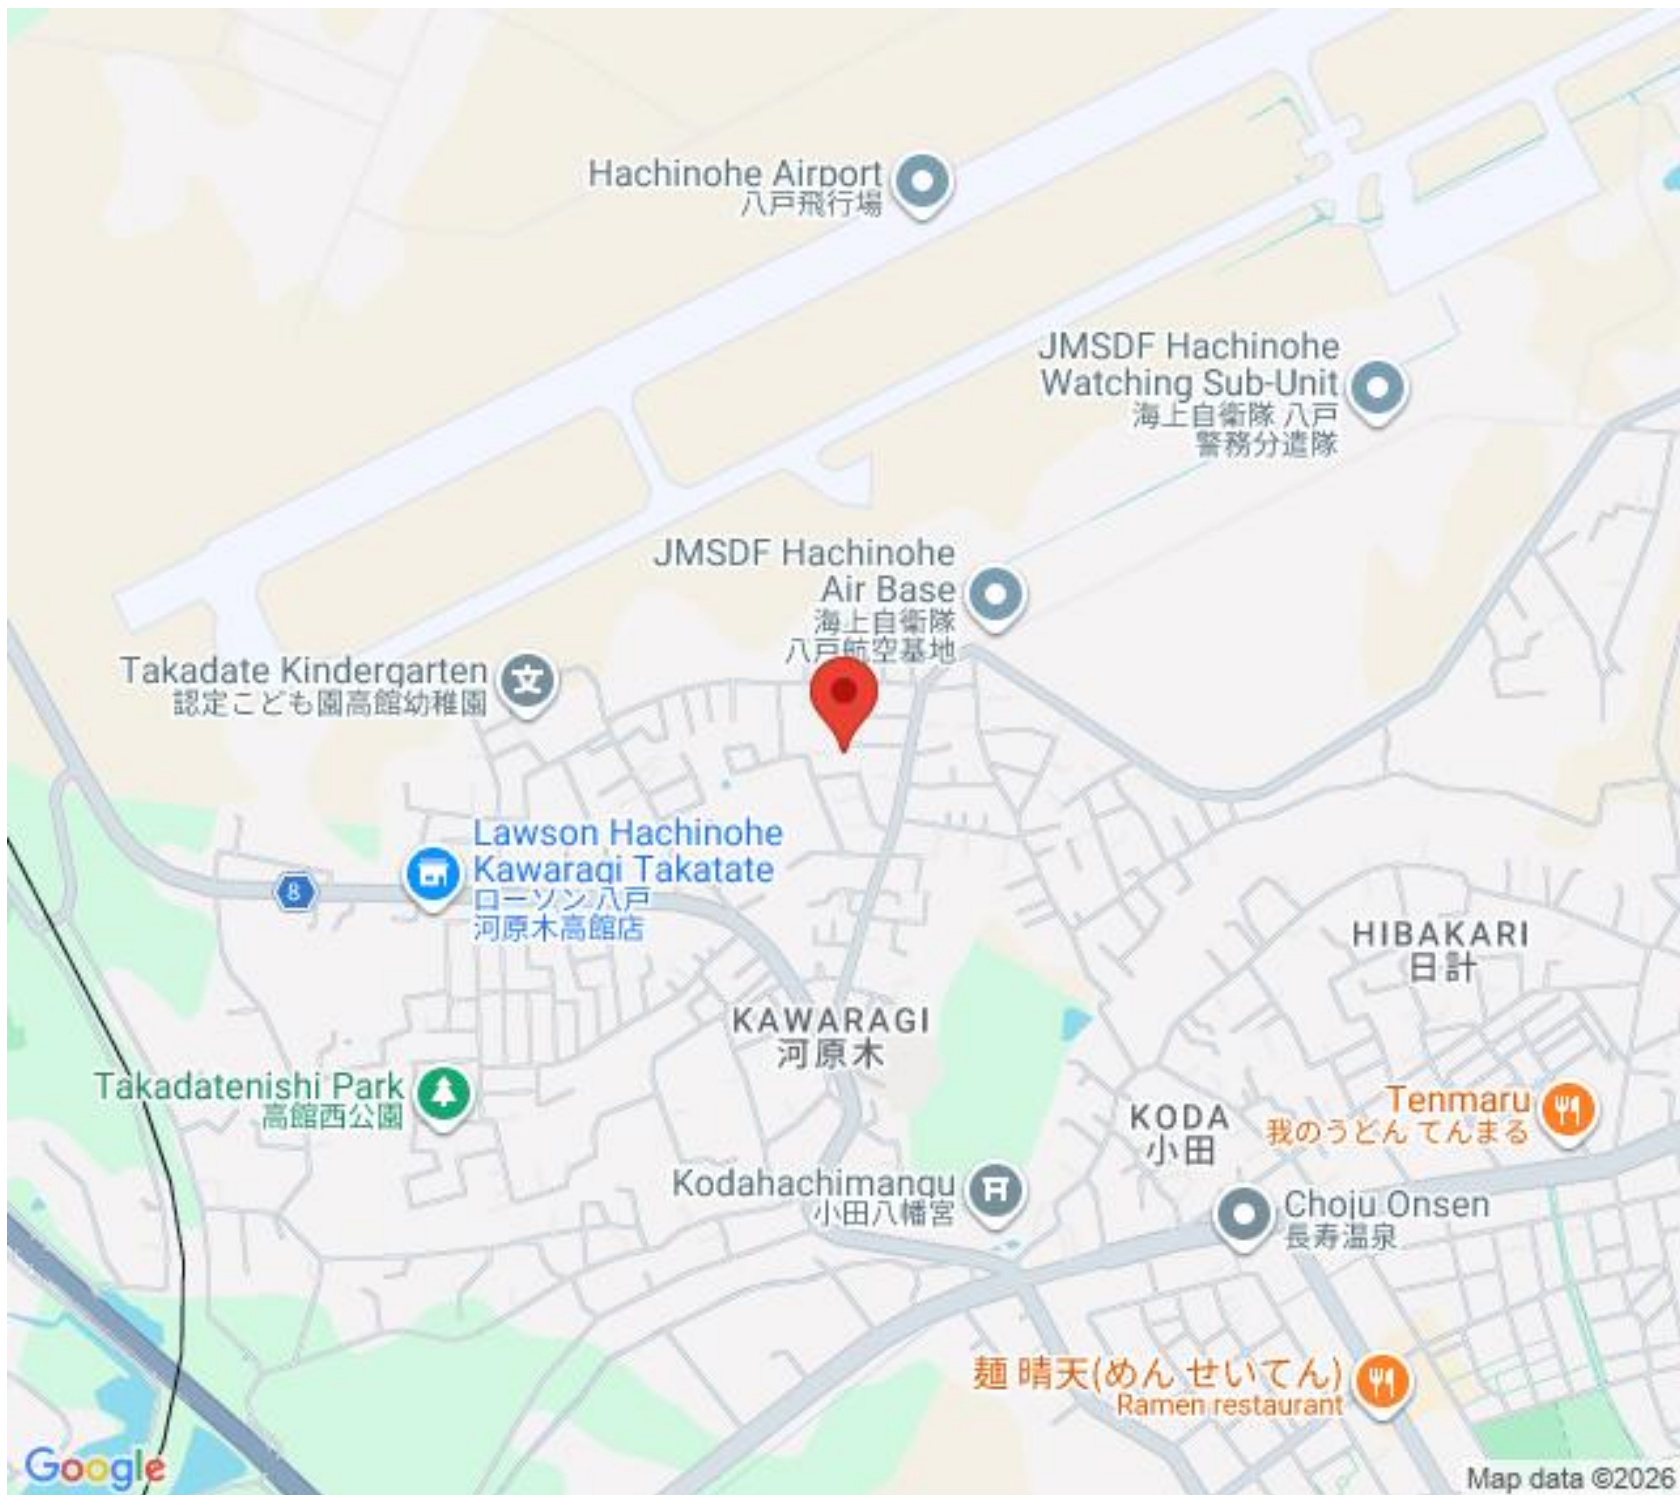 Hachinohe Airport
八戸飛行場
JMSDF Hachinohe
Watching Sub-Unit
海上自衛隊 八戸
警務分遣隊
JMSDF Hachinohe
Air Base
海上自衛隊
八戸航空基地
Takadate Kindergarten
認定こども園高館幼稚園
文
Lawson Hachinohe
Kawaragi Takatate
ローソン 八戸
河原木高館店
8
HIBAKARI
日計
KAWARAGI
河原木
Takadatenishi Park
高館西公園
KODA
小田
Tenmaru
我のうどん てんまる
Kodahachimangu
小田八幡宮
Choju Onsen
長寿温泉
麺 晴天(めん せいてん)
Ramen restaurant
Google
Map data ©2026